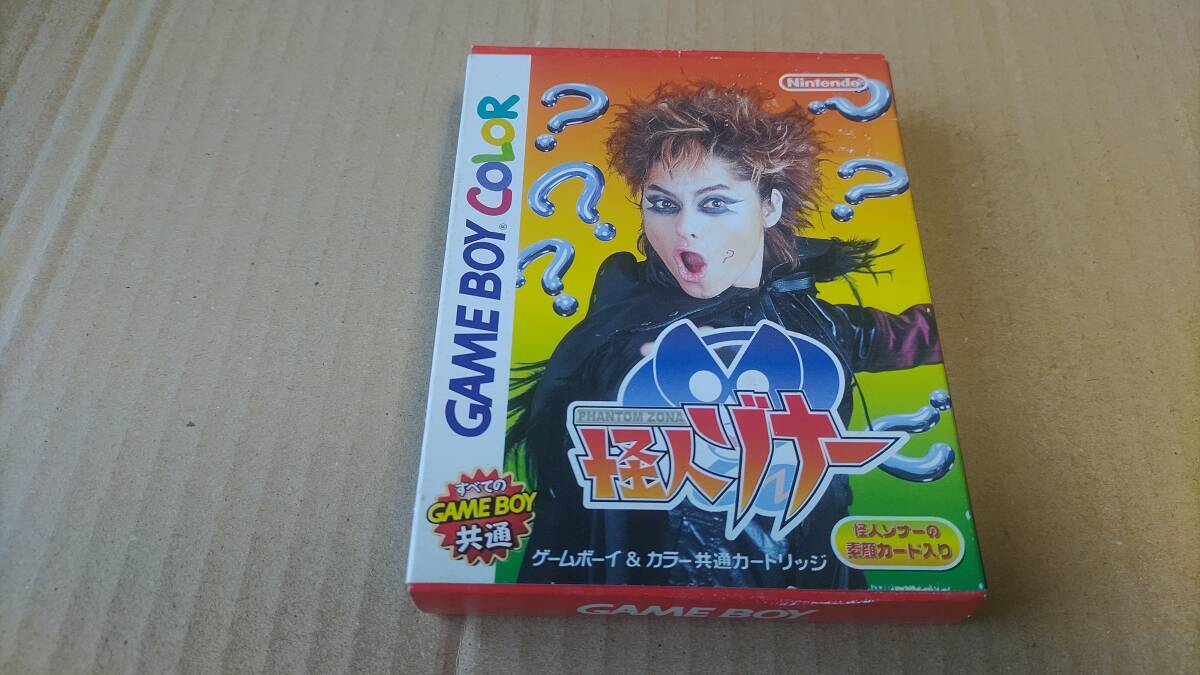 Nintendo
GAME BOY COLOR
PHANTOM ZONA
怪人ゾナー
すべての
GAME BOY
共通
ゲームボーイ & カラー共通カートリッジ
怪人ゾナーの
素顔カード入り
GAME BOY